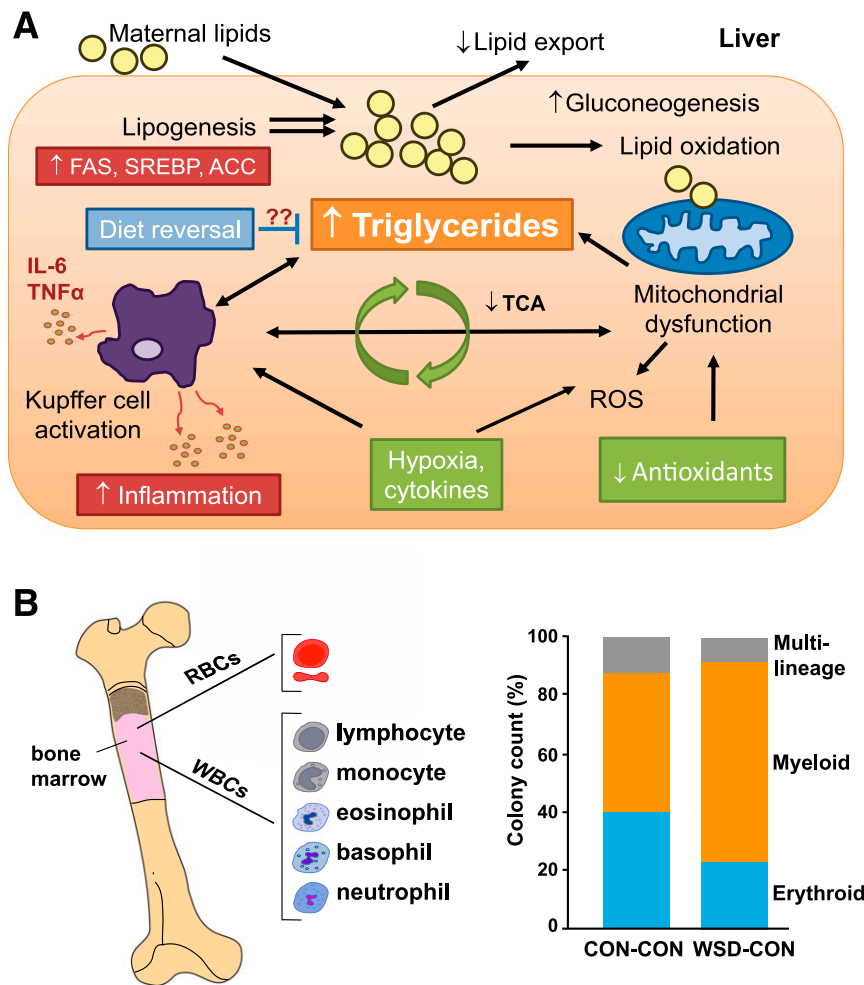 A
Maternal lipids
↓Lipid export
Liver
↑Gluconeogenesis
Lipogenesis
Lipid oxidation
↑ FAS, SREBP, ACC
Diet reversal
??
↑ Triglycerides
IL-6
TNFα
↓TCA
Mitochondrial
dysfunction
Kupffer cell
activation
ROS
Hypoxia,
cytokines
↓ Antioxidants
↑ Inflammation
B
RBCs
bone
marrow
WBCs
lymphocyte
monocyte
eosinophil
basophil
neutrophil
Colony count (%)
100
80
60
40
20
0
Multi-
lineage
Myeloid
Erythroid
CON-CON
WSD-CON